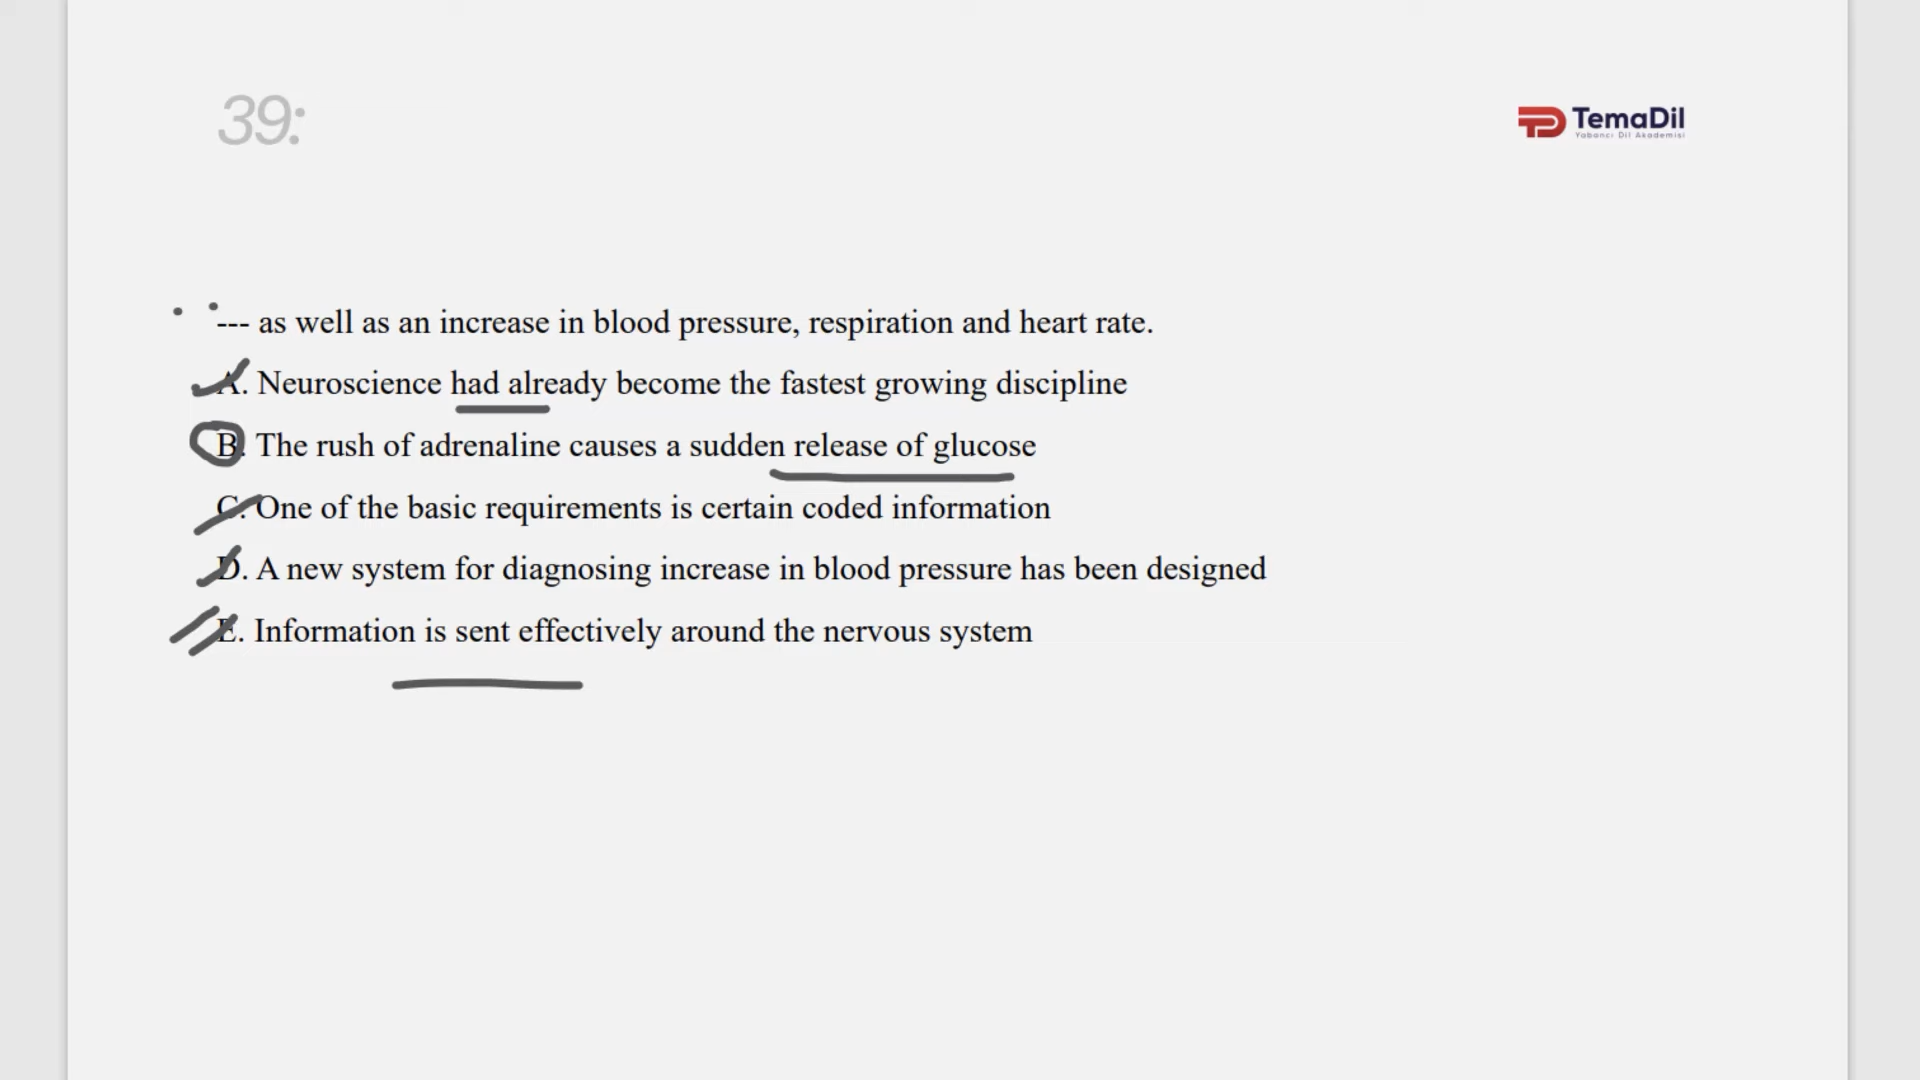 39:
TemaDil
Yabancı Dil Akademisi
--- as well as an increase in blood pressure, respiration and heart rate.
A. Neuroscience had already become the fastest growing discipline
B. The rush of adrenaline causes a sudden release of glucose
C. One of the basic requirements is certain coded information
D. A new system for diagnosing increase in blood pressure has been designed
E. Information is sent effectively around the nervous system